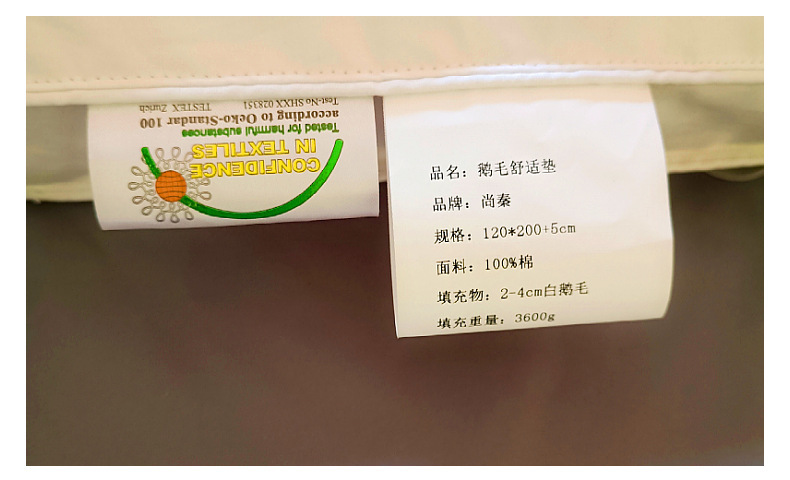 CONFIDENCE
IN TEXTILES
Tested for harmful substances
according to Oeko-Standar 100
Test-No SHXX 028351 TESTEX Zurich
品名：鹅毛舒适垫
品牌：尚秦
规格：120*200+5cm
面料：100%棉
填充物：2-4cm白鹅毛
填充重量：3600g